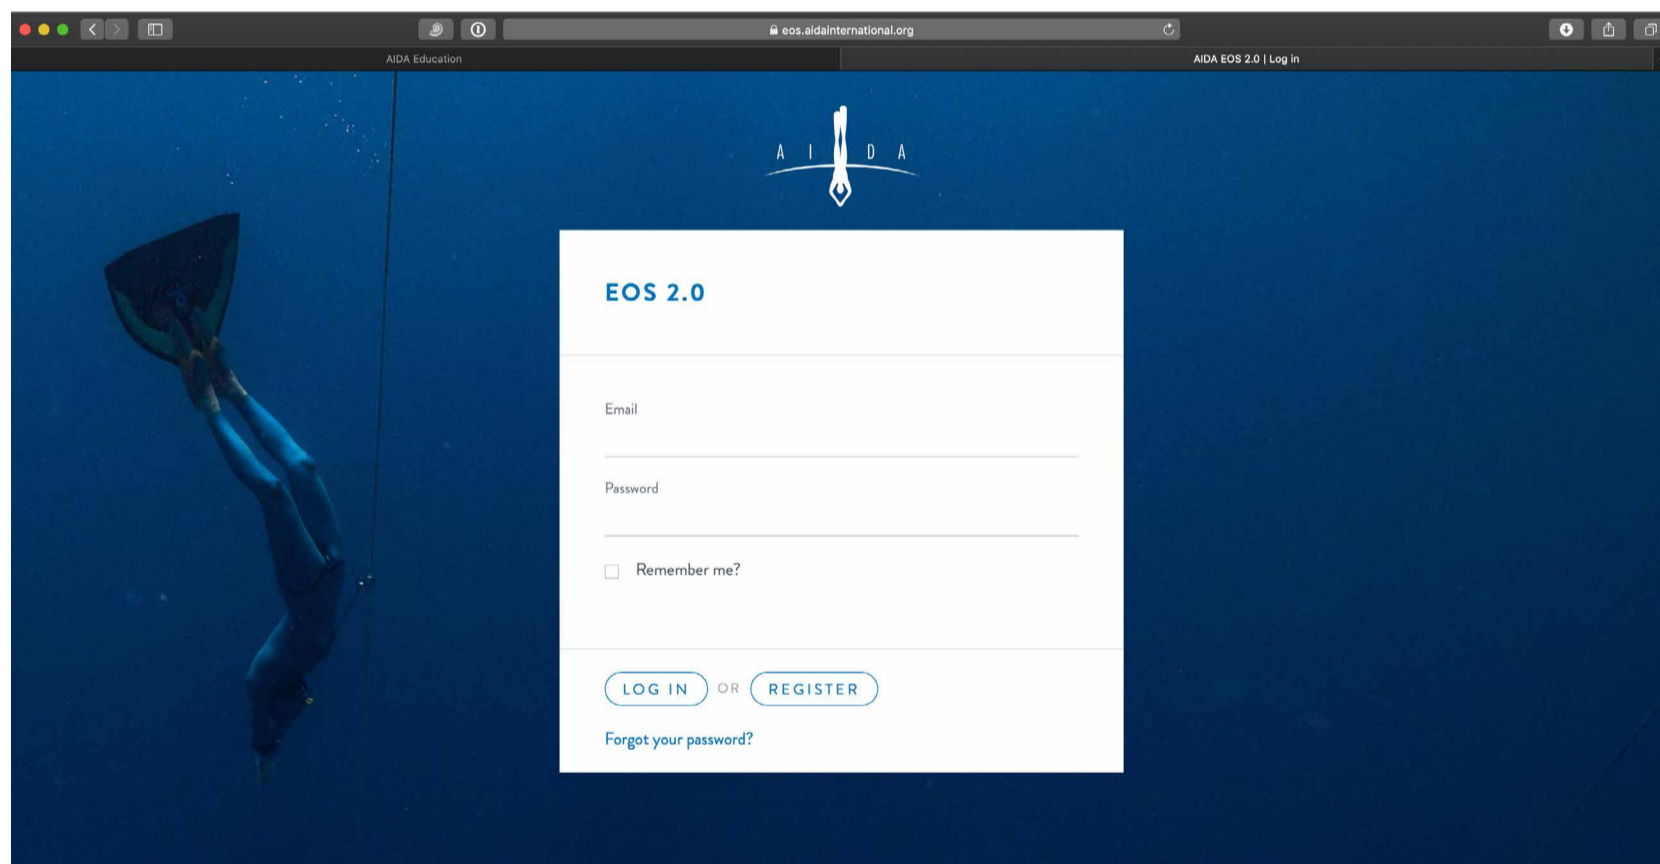 eos.aidainternational.org
AIDA Education
AIDA EOS 2.0 | Log in
A I D A
EOS 2.0
Email
Password
Remember me?
LOG IN OR REGISTER
Forgot your password?